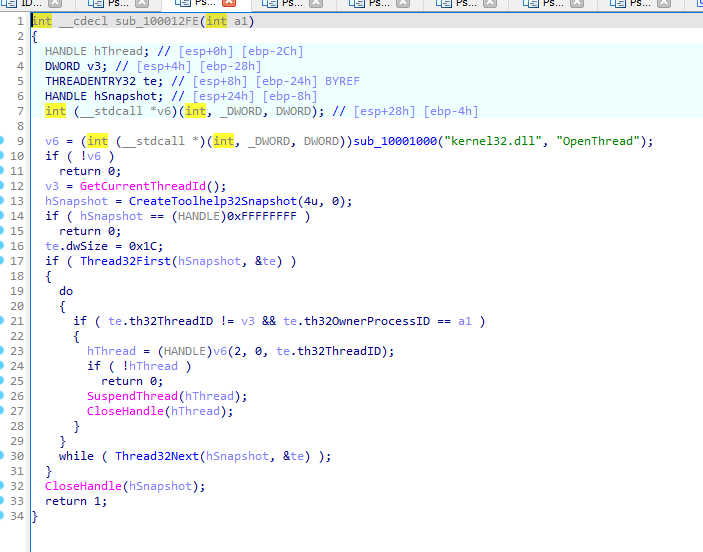 ID... Ps... Ps... Ps... Ps... Ps... Ps... Ps...
1 int __cdecl sub_100012FE(int a1)
2 {
3 HANDLE hThread; // [esp+0h] [ebp-2Ch]
4 DWORD v3; // [esp+4h] [ebp-28h]
5 THREADENTRY32 te; // [esp+8h] [ebp-24h] BYREF
6 HANDLE hSnapshot; // [esp+24h] [ebp-8h]
7 int (__stdcall *v6)(int, _DWORD, DWORD); // [esp+28h] [ebp-4h]
8
9 v6 = (int (__stdcall *)(int, _DWORD, DWORD))sub_10001000("kernel32.dll", "OpenThread");
10 if ( !v6 )
11 return 0;
12 v3 = GetCurrentThreadId();
13 hSnapshot = CreateToolhelp32Snapshot(4u, 0);
14 if ( hSnapshot == (HANDLE)0xFFFFFFFF )
15 return 0;
16 te.dwSize = 0x1C;
17 if ( Thread32First(hSnapshot, &te) )
18 {
19 do
20 {
21 if ( te.th32ThreadID != v3 && te.th32OwnerProcessID == a1 )
22 {
23 hThread = (HANDLE)v6(2, 0, te.th32ThreadID);
24 if ( !hThread )
25 return 0;
26 SuspendThread(hThread);
27 CloseHandle(hThread);
28 }
29 }
30 while ( Thread32Next(hSnapshot, &te) );
31 }
32 CloseHandle(hSnapshot);
33 return 1;
34 }